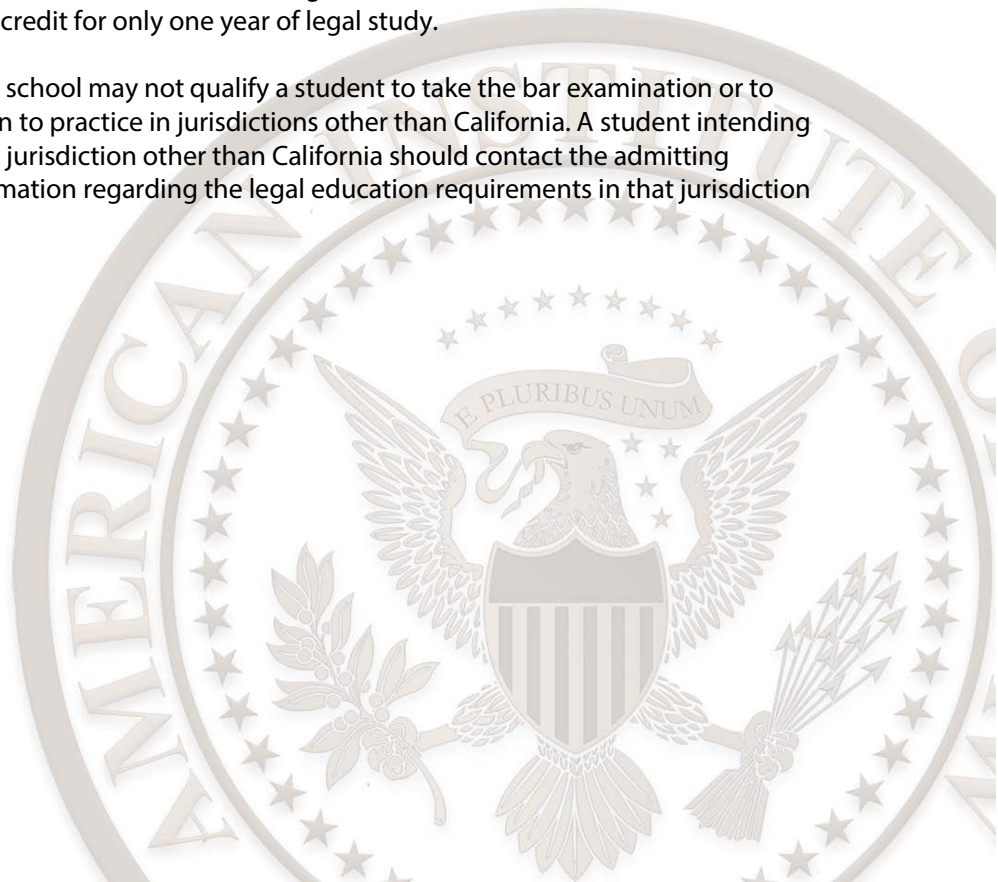 credit for only one year of legal study.
school may not qualify a student to take the bar examination or to
n to practice in jurisdictions other than California. A student intending
jurisdiction other than California should contact the admitting
mation regarding the legal education requirements in that jurisdiction
AMERICAN INSTITUTE
E PLURIBUS UNUM